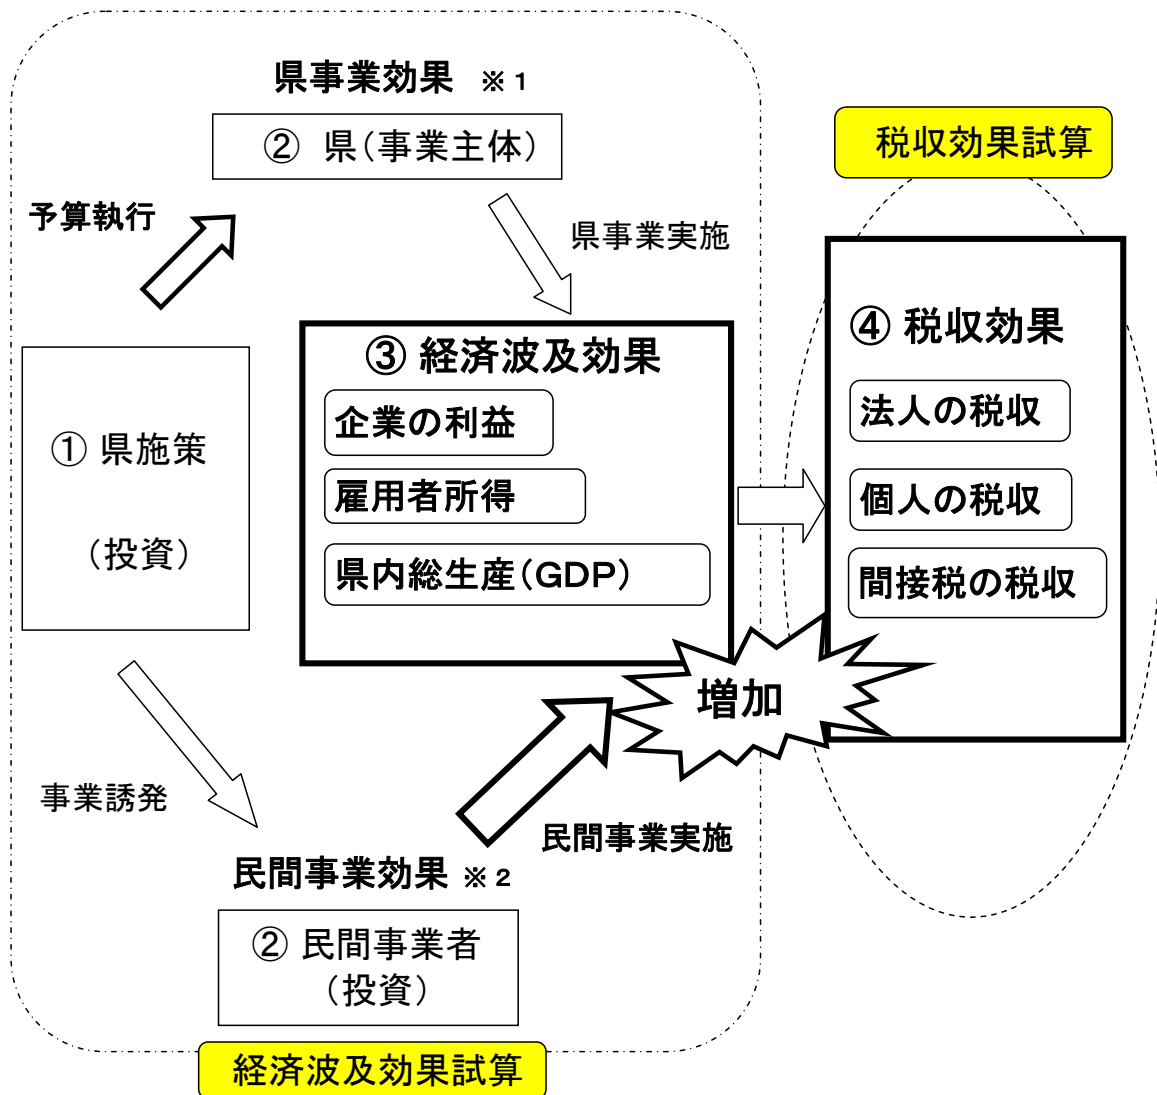 県事業効果 ※1
② 県(事業主体)
税収効果試算
予算執行
県事業実施
① 県施策
(投資)
③ 経済波及効果
企業の利益
雇用者所得
県内総生産(GDP)
④ 税収効果
法人の税収
個人の税収
間接税の税収
増加
事業誘発
民間事業実施
民間事業効果 ※2
② 民間事業者
(投資)
経済波及効果試算